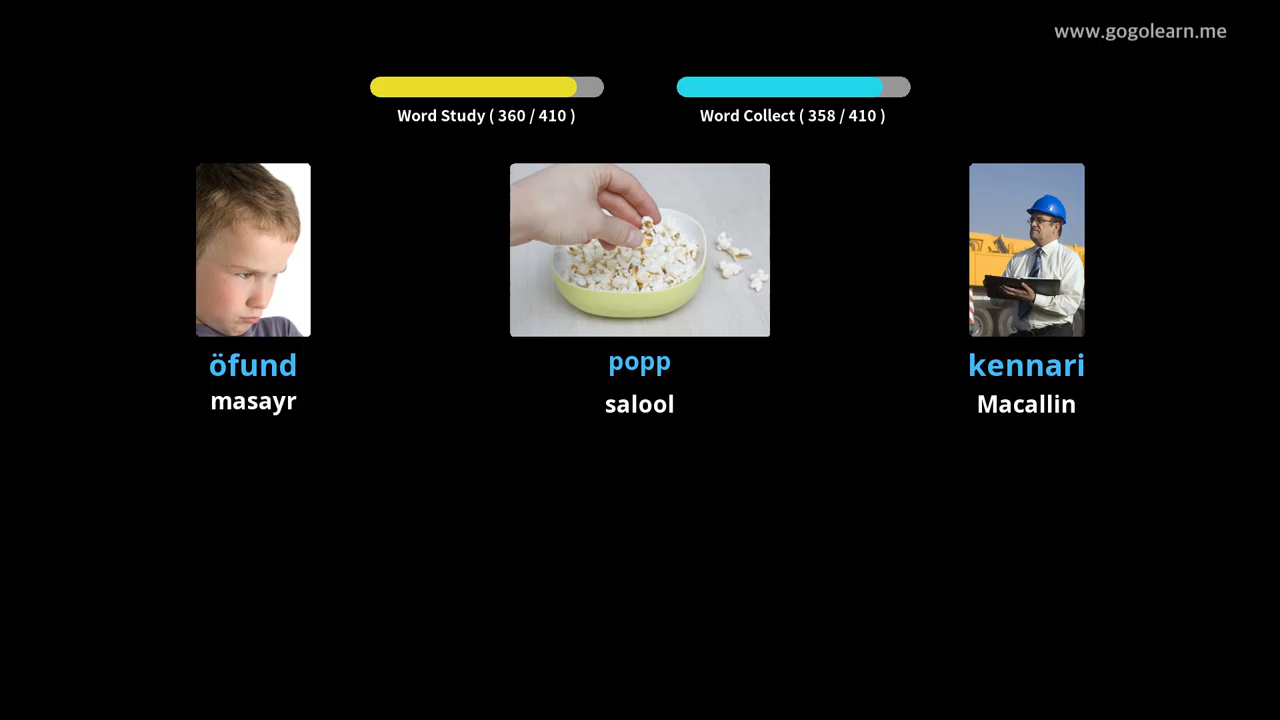 www.gogolearn.me
Word Study ( 360 / 410 )
Word Collect ( 358 / 410 )
öfund
popp
kennari
masayr
salool
Macallin